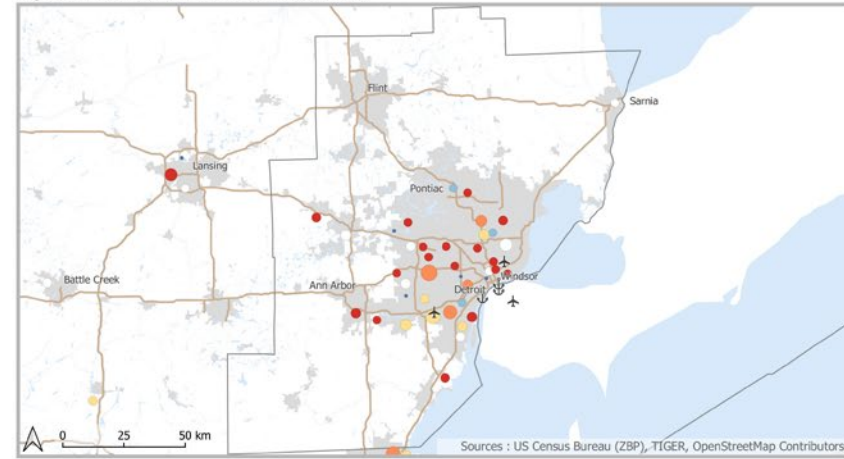 Flint
Sarnia
Lansing
Pontiac
Battle Creek
Ann Arbor
Windsor
Detroit
0 25 50 km
Sources : US Census Bureau (ZBP), TIGER, OpenStreetMap Contributors